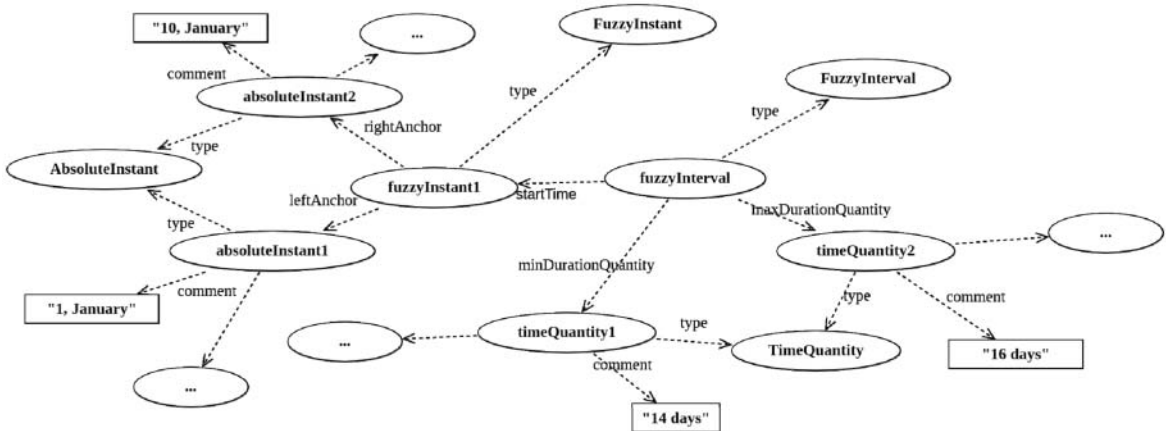 "10, January"
...
FuzzyInstant
comment
type
FuzzyInterval
absoluteInstant2
type
rightAnchor
type
AbsoluteInstant
fuzzyInstant1
startTime
fuzzyInterval
leftAnchor
maxDurationQuantity
type
absoluteInstant1
timeQuantity2
...
minDurationQuantity
comment
"1, January"
type
comment
...
timeQuantity1
type
TimeQuantity
"16 days"
comment
...
"14 days"